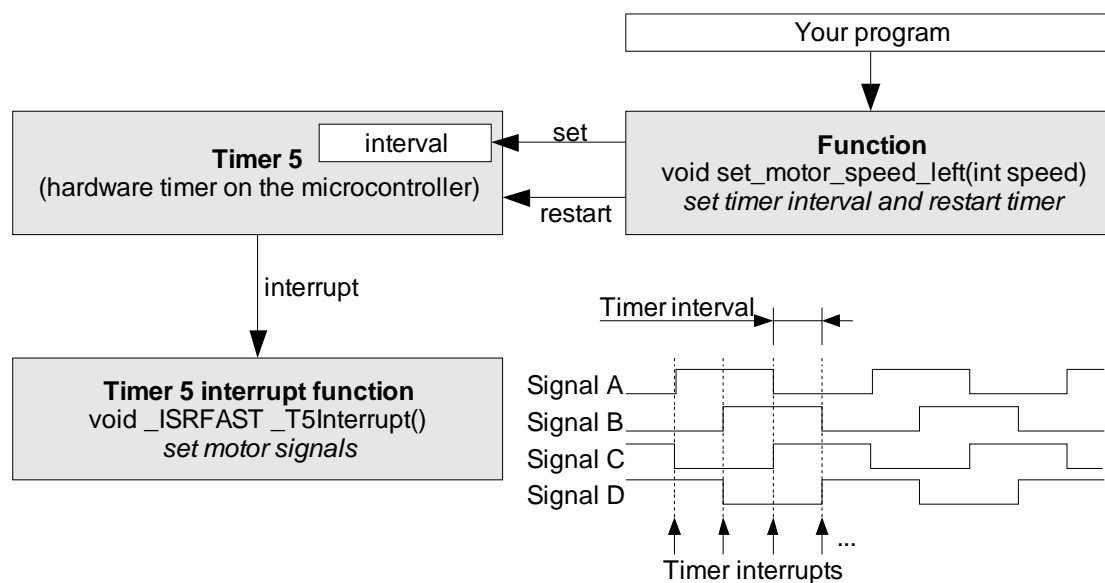 Your program
Function
void set_motor_speed_left(int speed)
set timer interval and restart timer
set
restart
interval
Timer 5
(hardware timer on the microcontroller)
interrupt
Timer 5 interrupt function
void _ISRFAST _T5Interrupt()
set motor signals
Timer interval
Signal A
Signal B
Signal C
Signal D
...
Timer interrupts